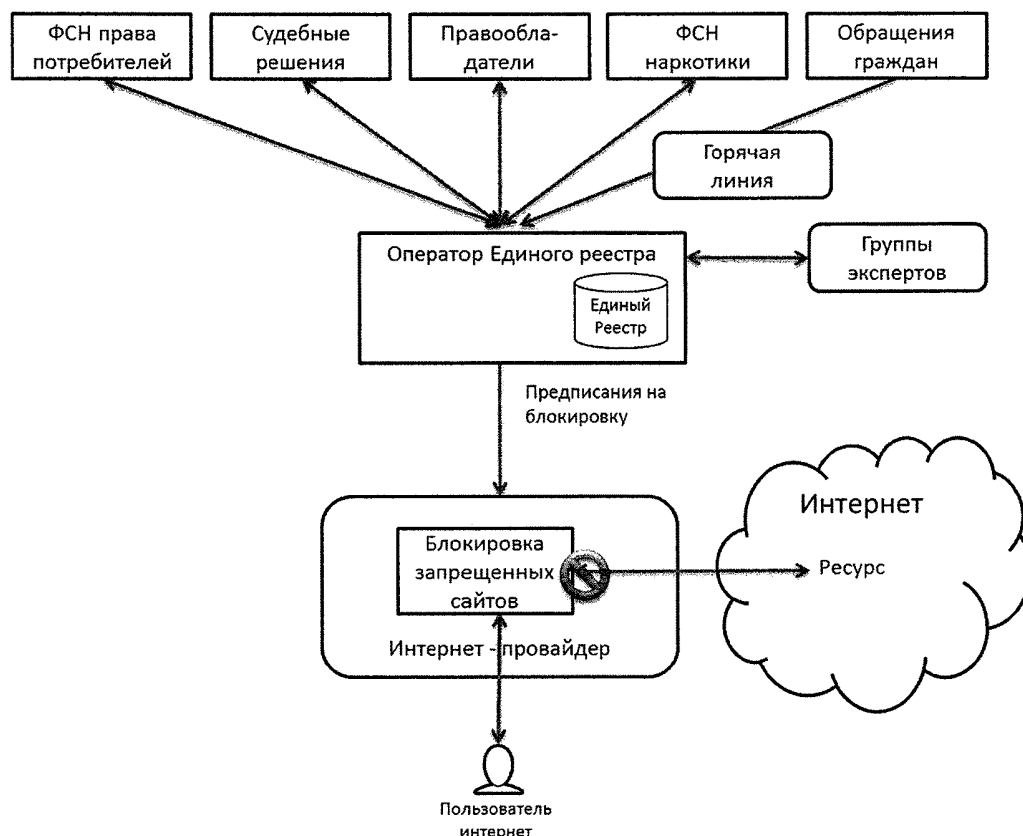 ФСН права
потребителей
Судебные
решения
Правообла-
датели
ФСН
наркотики
Обращения
граждан
Горячая
линия
Оператор Единого реестра
Единый
Реестр
Группы
экспертов
Предписания на
блокировку
Интернет
Ресурс
Блокировка
запрещенных
сайтов
Интернет - провайдер
Пользователь
интернет